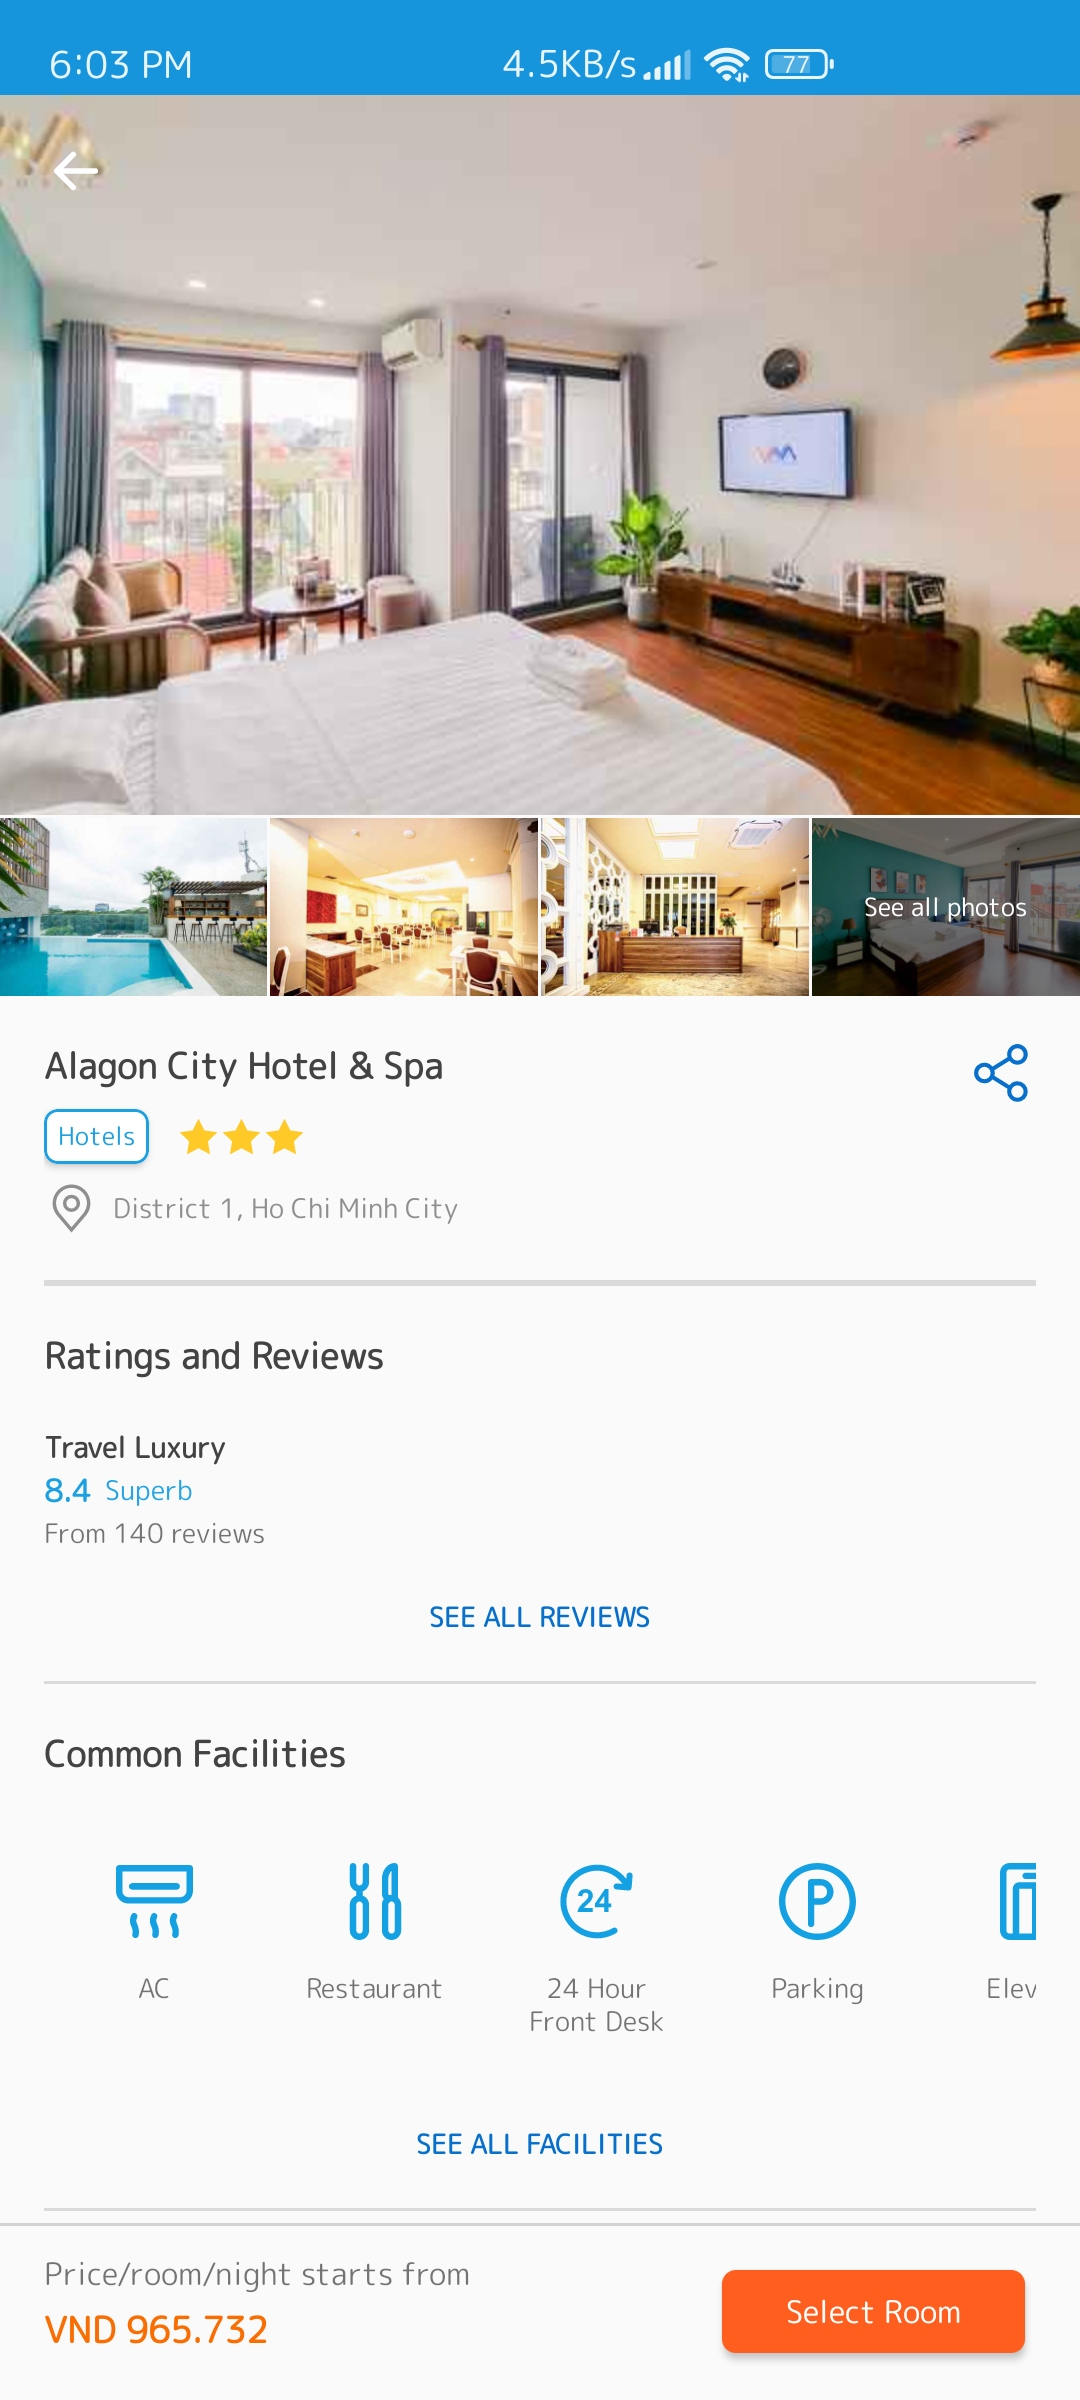 6:03 PM
4.5KB/s
77
See all photos
Alagon City Hotel & Spa
Hotels
District 1, Ho Chi Minh City
Ratings and Reviews
Travel Luxury
8.4 Superb
From 140 reviews
SEE ALL REVIEWS
Common Facilities
24
P
AC
Restaurant
24 Hour
Front Desk
Parking
Elev
SEE ALL FACILITIES
Price/room/night starts from
VND 965.732
Select Room